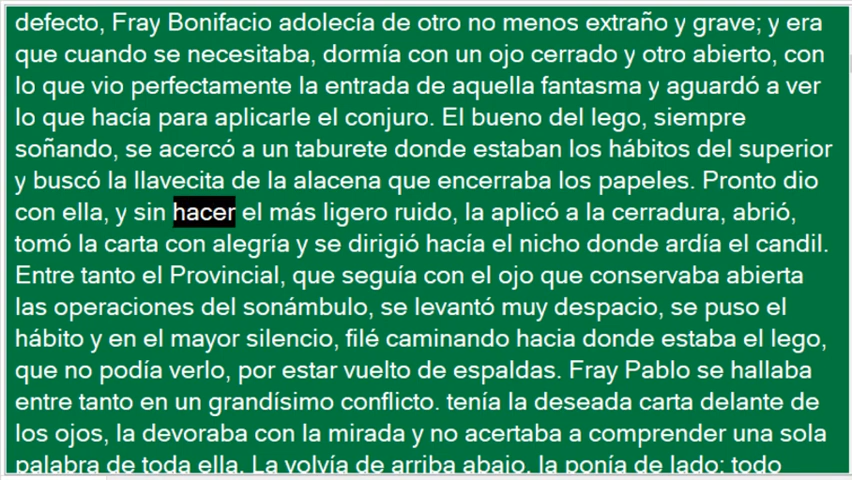 defecto, Fray Bonifacio adolecía de otro no menos extraño y grave; y era
que cuando se necesitaba, dormía con un ojo cerrado y otro abierto, con
lo que vio perfectamente la entrada de aquella fantasma y aguardó a ver
lo que hacía para aplicarle el conjuro. El bueno del lego, siempre
soñando, se acercó a un taburete donde estaban los hábitos del superior
y buscó la llavecita de la alacena que encerraba los papeles. Pronto dio
con ella, y sin hacer el más ligero ruido, la aplicó a la cerradura, abrió,
tomó la carta con alegría y se dirigió hacía el nicho donde ardía el candil.
Entre tanto el Provincial, que seguía con el ojo que conservaba abierta
las operaciones del sonámbulo, se levantó muy despacio, se puso el
hábito y en el mayor silencio, filé caminando hacia donde estaba el lego,
que no podía verlo, por estar vuelto de espaldas. Fray Pablo se hallaba
entre tanto en un grandísimo conflicto. tenía la deseada carta delante de
los ojos, la devoraba con la mirada y no acertaba a comprender una sola
palabra de toda ella. La volvía de arriba abajo, la ponía de lado; todo